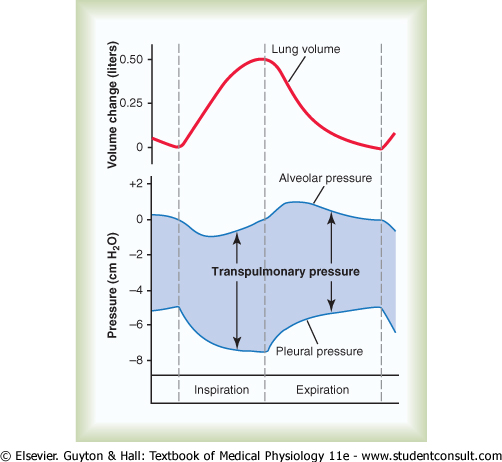 Volume change (liters)
0.50
0.25
0
Lung volume
Pressure (cm H2O)
+2
0
−2
−4
−6
−8
Alveolar pressure
Transpulmonary pressure
Pleural pressure
Inspiration
Expiration
© Elsevier. Guyton & Hall: Textbook of Medical Physiology 11e - www.studentconsult.com